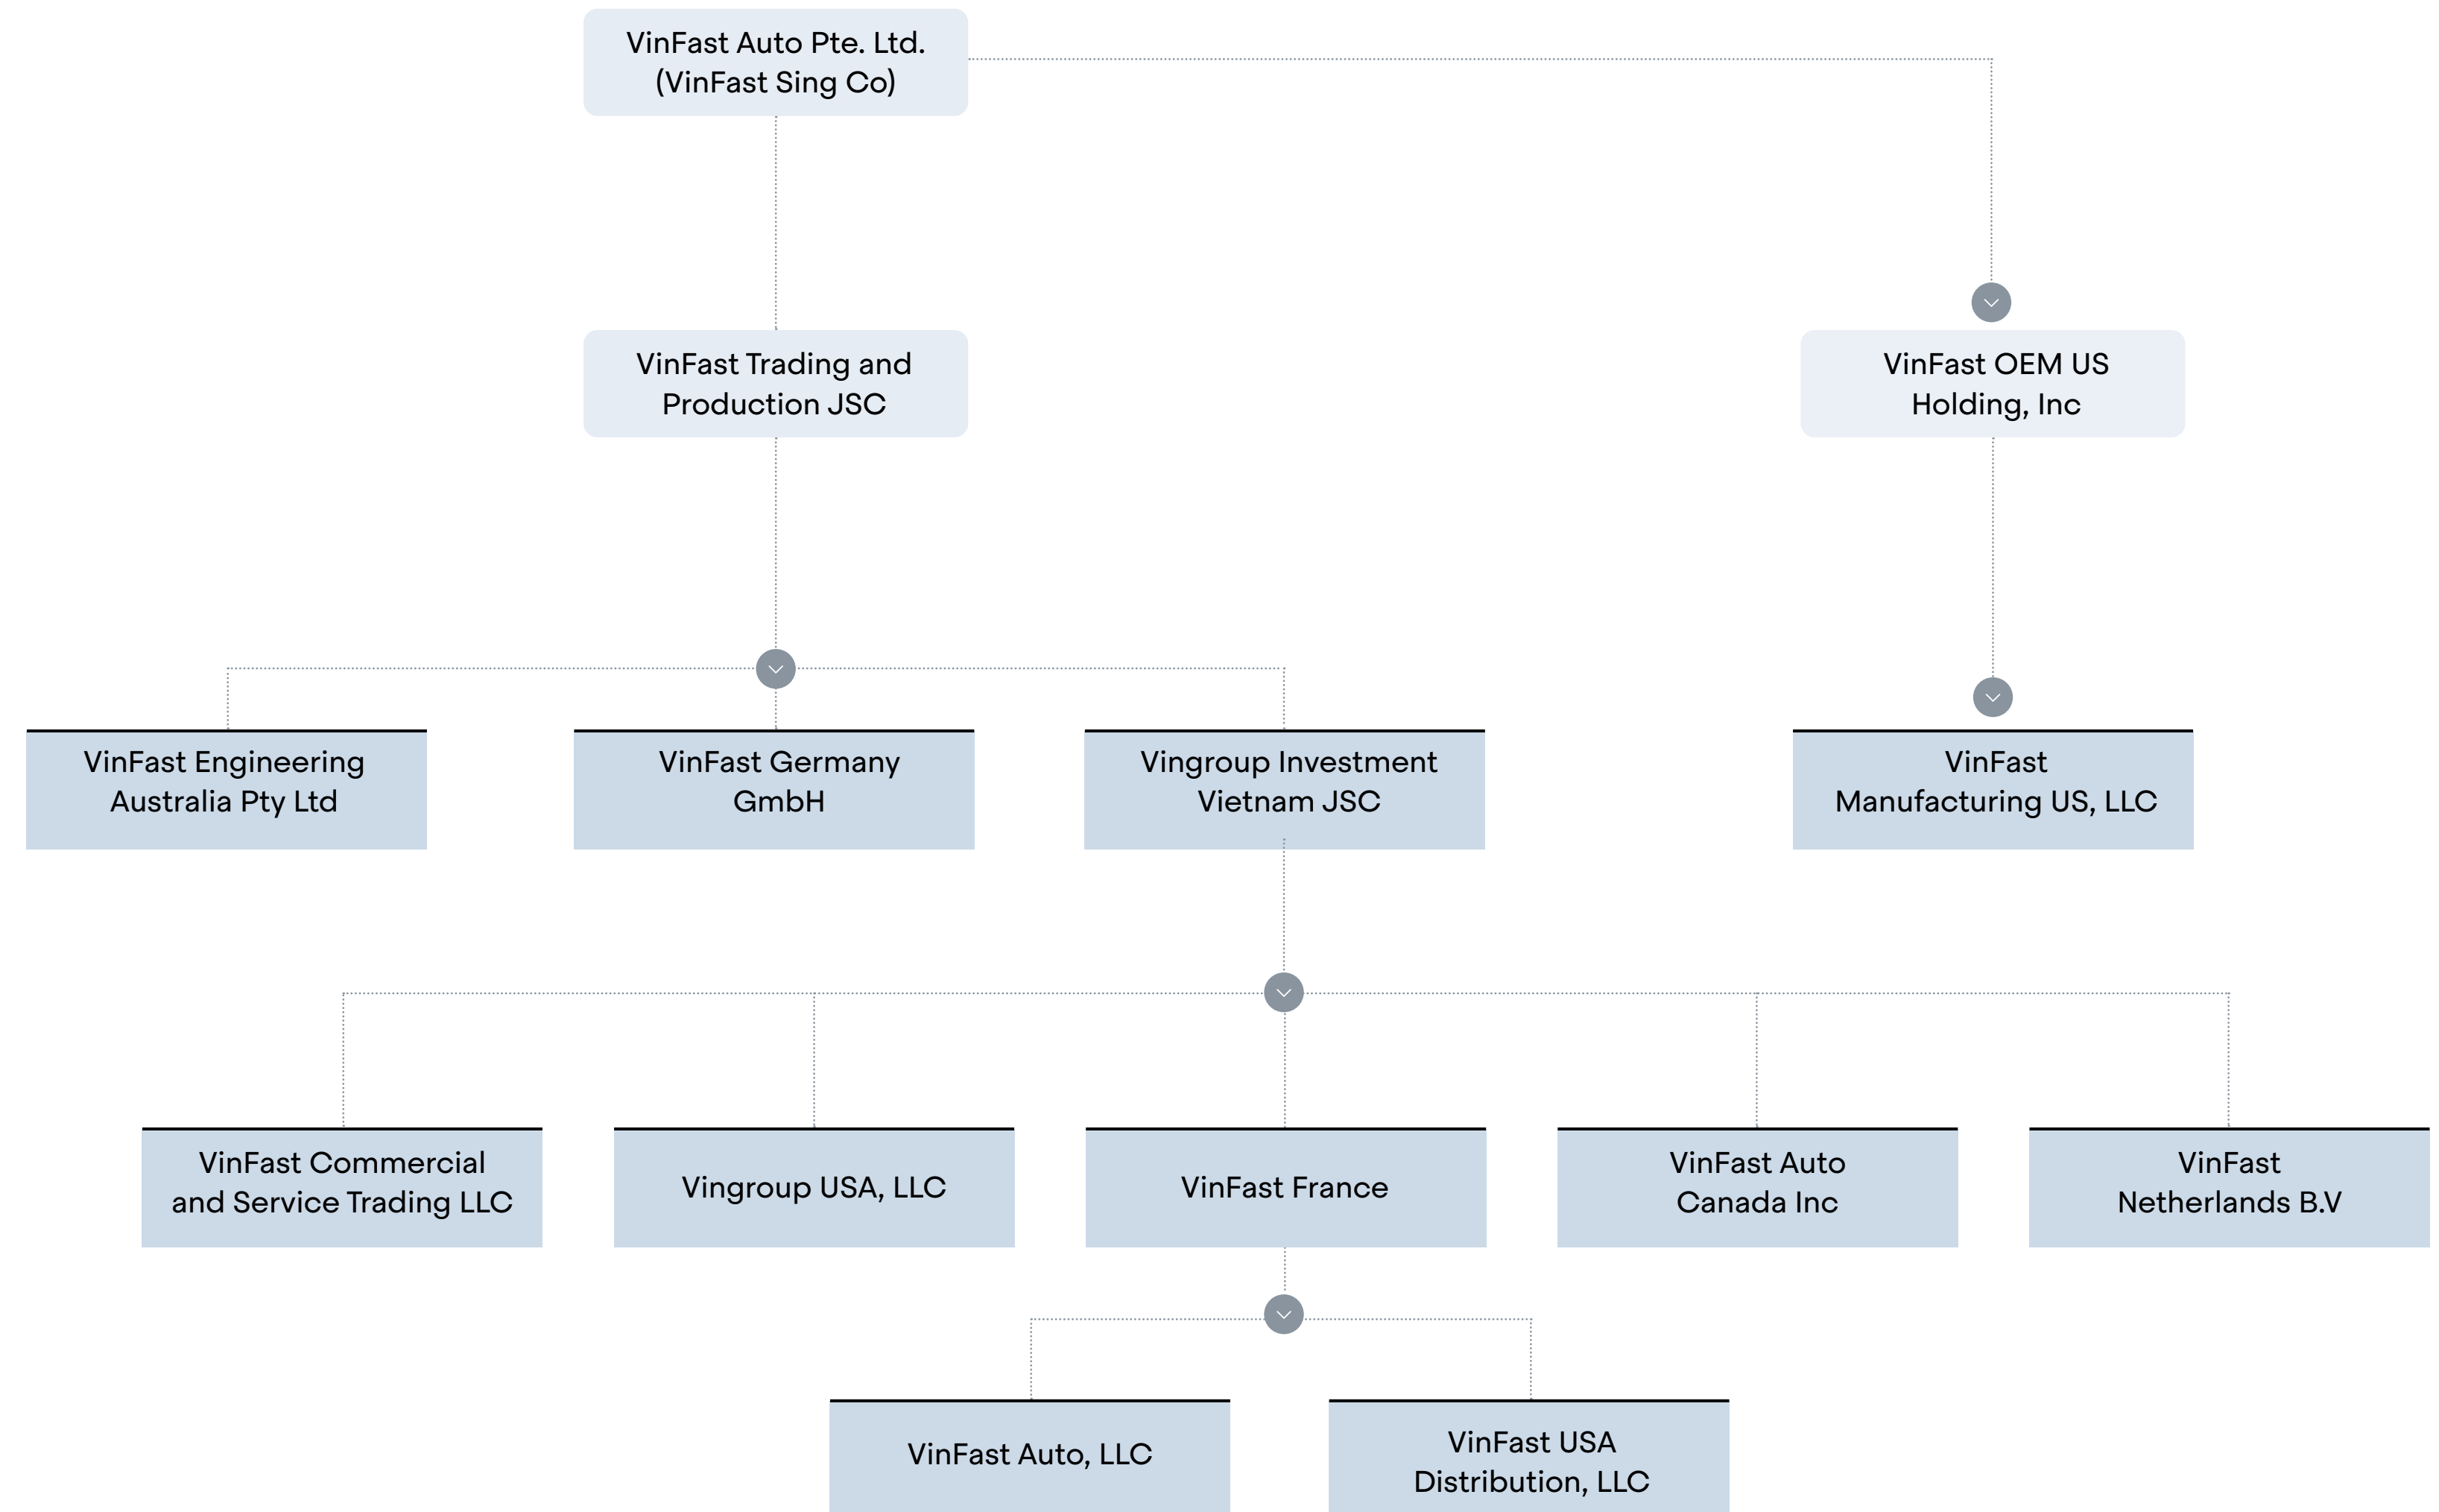 VinFast Auto Pte. Ltd.
(VinFast Sing Co)
VinFast Trading and
Production JSC
VinFast OEM US
Holding, Inc
VinFast Engineering
Australia Pty Ltd
VinFast Germany
GmbH
Vingroup Investment
Vietnam JSC
VinFast
Manufacturing US, LLC
VinFast Commercial
and Service Trading LLC
Vingroup USA, LLC
VinFast France
VinFast Auto
Canada Inc
VinFast
Netherlands B.V
VinFast Auto, LLC
VinFast USA
Distribution, LLC